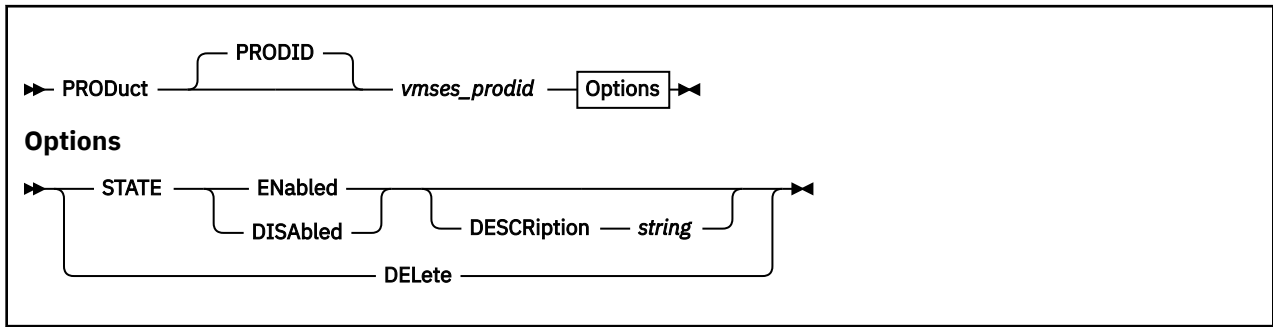 PRODID
PRODuct vmses_prodid Options
Options
STATE ENabled
DISAbled DESCRiption string
DELete